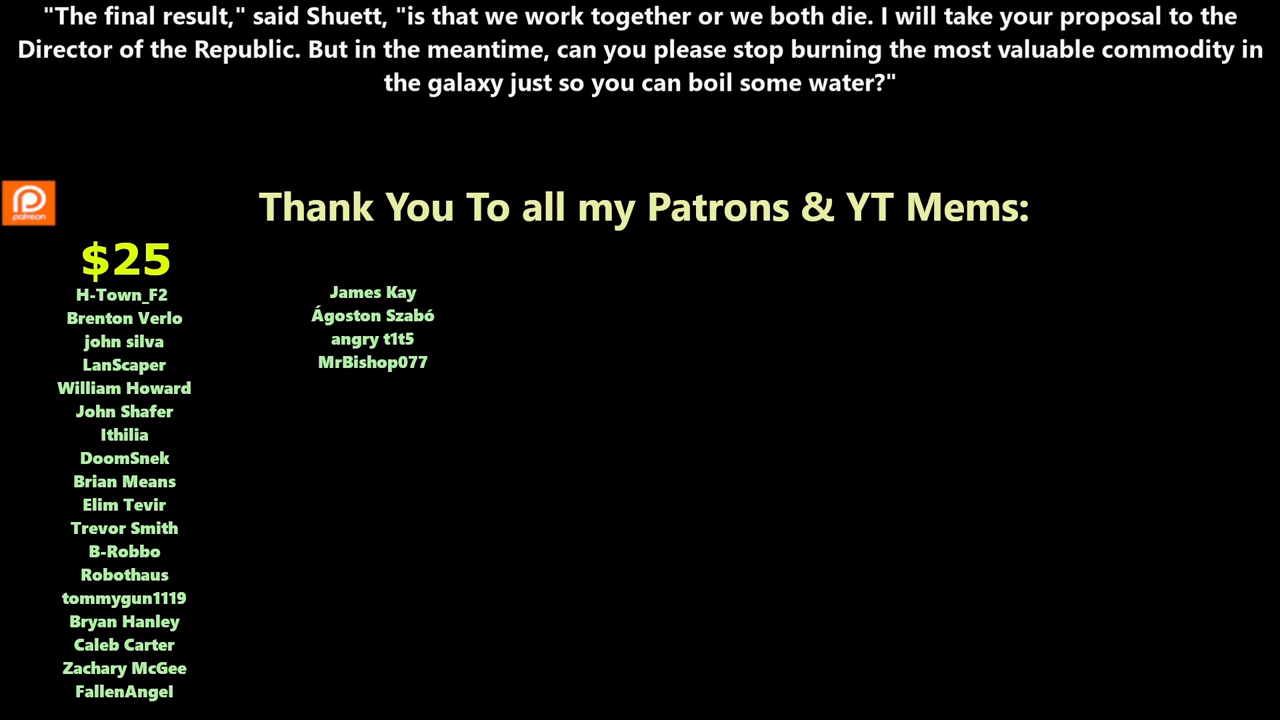 "The final result," said Shuett, "is that we work together or we both die. I will take your proposal to the
Director of the Republic. But in the meantime, can you please stop burning the most valuable commodity in
the galaxy just so you can boil some water?"
patreon
Thank You To all my Patrons & YT Mems:
$25
H-Town_F2
Brenton Verlo
john silva
LanScaper
William Howard
John Shafer
Ithilia
DoomSnek
Brian Means
Elim Tevir
Trevor Smith
B-Robbo
Robothaus
tommygun1119
Bryan Hanley
Caleb Carter
Zachary McGee
FallenAngel
James Kay
Ágoston Szabó
angry t1t5
MrBishop077